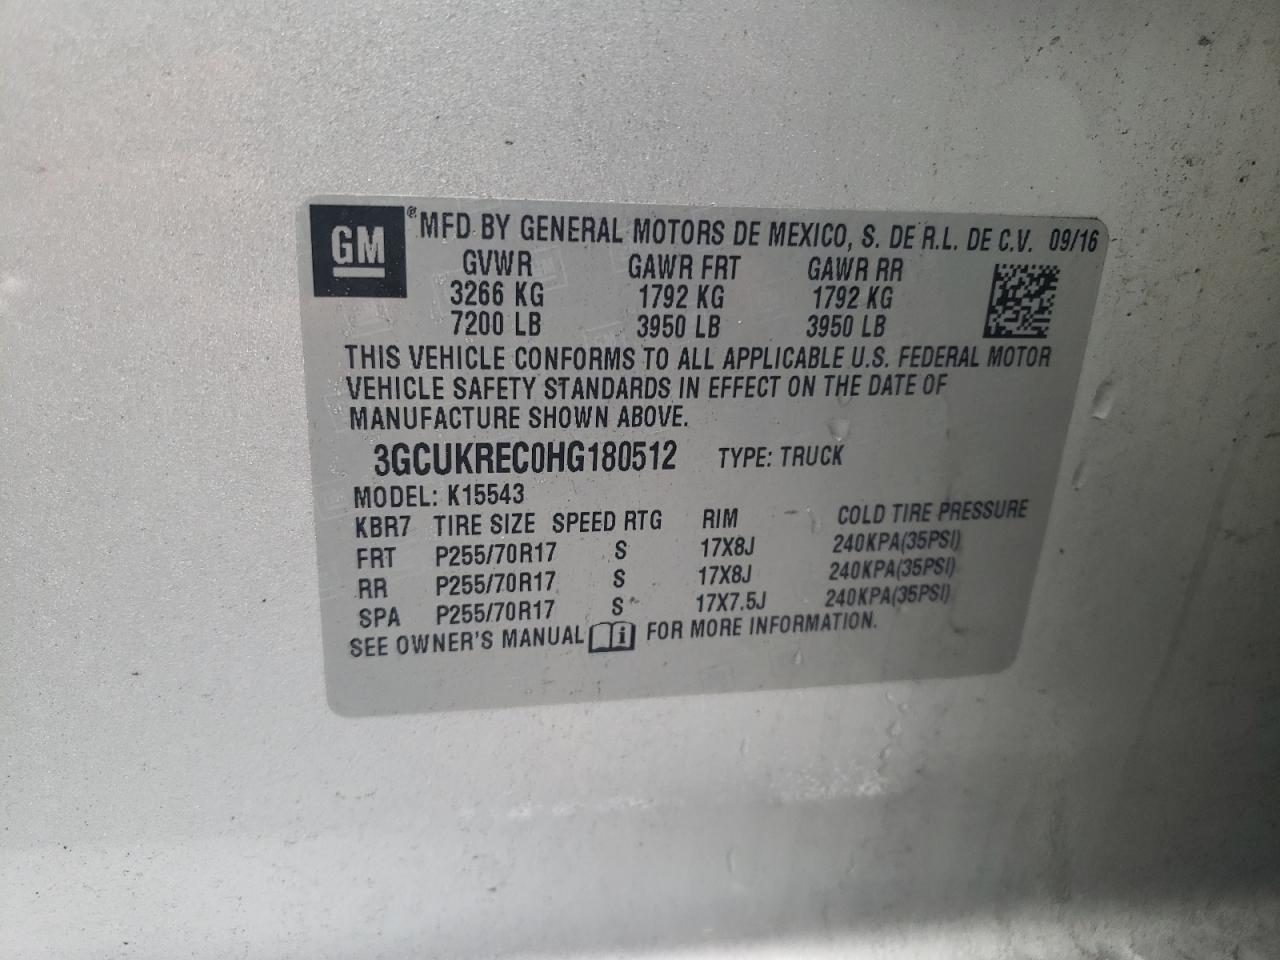 GM ® MFD BY GENERAL MOTORS DE MEXICO, S. DE R.L. DE C.V. 09/16
GVWR GAWR FRT GAWR RR
3266 KG 1792 KG 1792 KG
7200 LB 3950 LB 3950 LB
THIS VEHICLE CONFORMS TO ALL APPLICABLE U.S. FEDERAL MOTOR
VEHICLE SAFETY STANDARDS IN EFFECT ON THE DATE OF
MANUFACTURE SHOWN ABOVE.
3GCUKREC0HG180512 TYPE: TRUCK
MODEL: K15543
KBR7 TIRE SIZE SPEED RTG RIM COLD TIRE PRESSURE
FRT P255/70R17 S 17X8J 240KPA(35PSI)
RR P255/70R17 S 17X8J 240KPA(35PSI)
SPA P255/70R17 S 17X7.5J 240KPA(35PSI)
SEE OWNER'S MANUAL i FOR MORE INFORMATION.